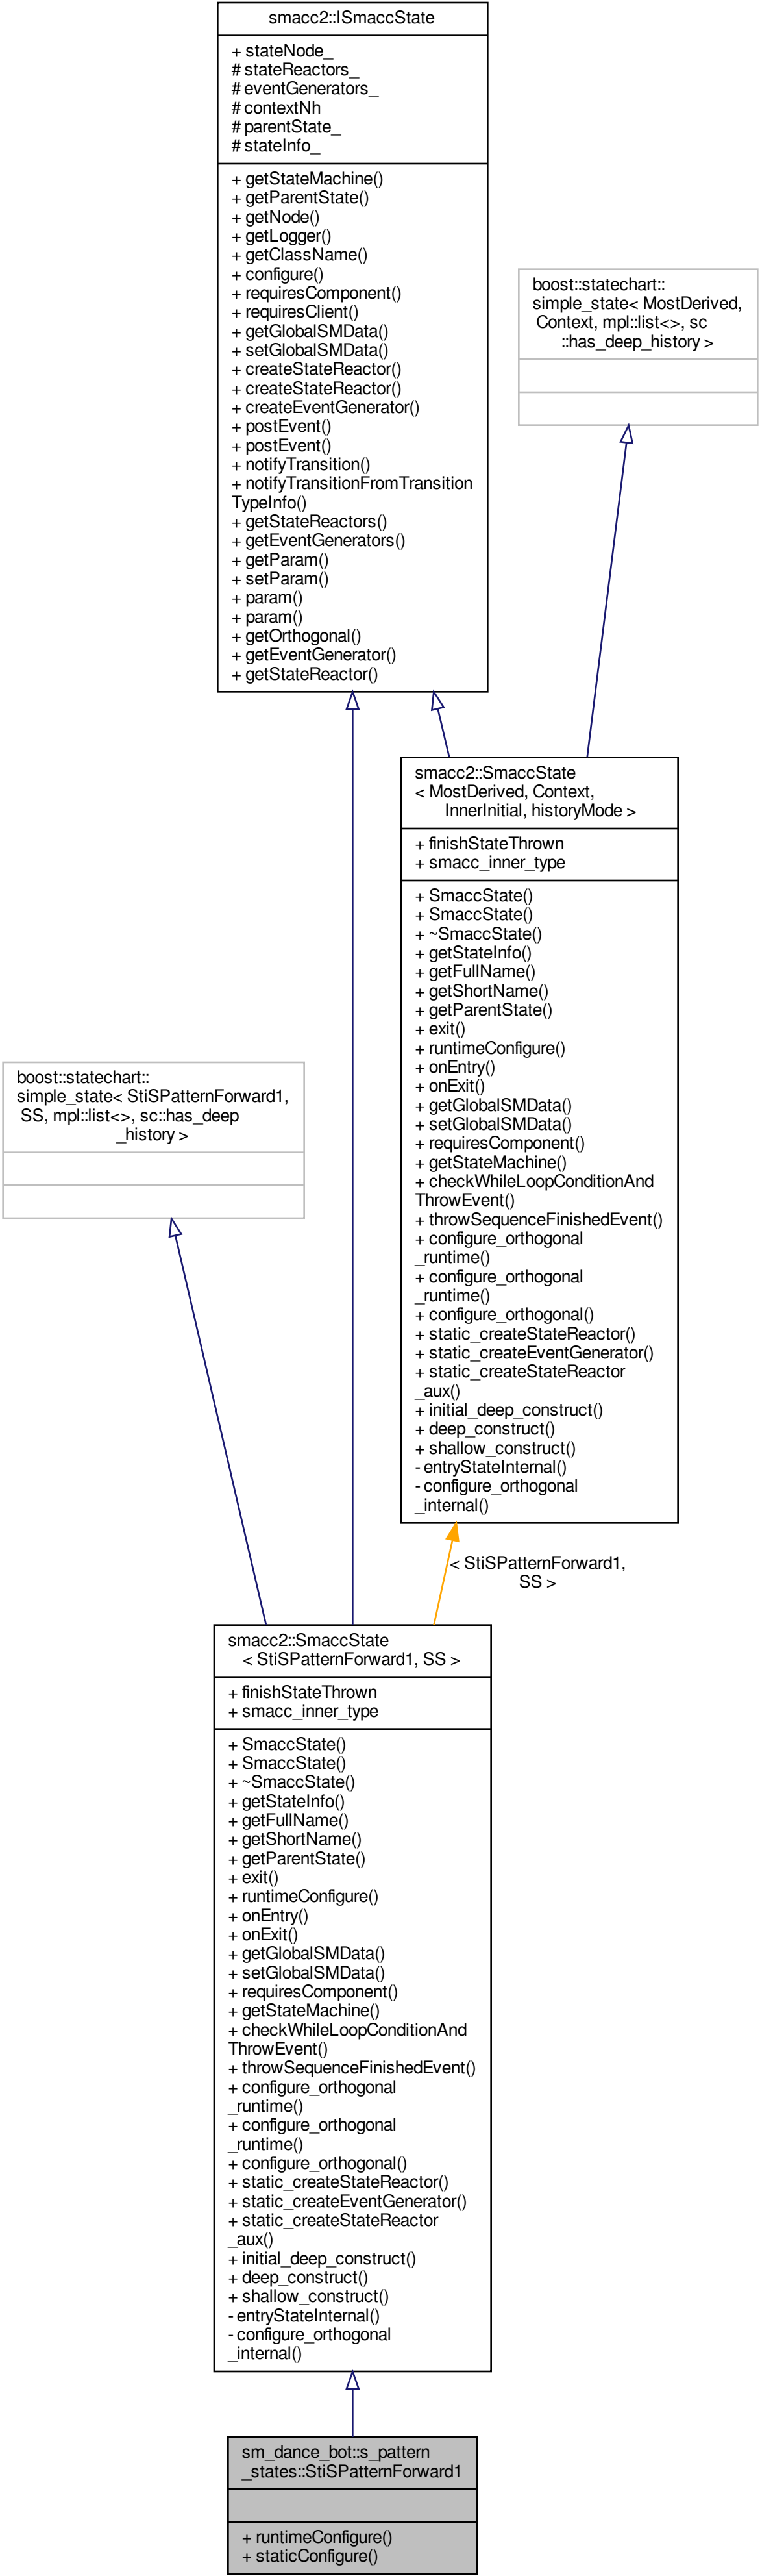 smacc2::ISmaccState
+ stateNode_
# stateReactors_
# eventGenerators_
# contextNh
# parentState_
# stateInfo_
+ getStateMachine()
+ getParentState()
+ getNode()
+ getLogger()
+ getClassName()
+ configure()
+ requiresComponent()
+ requiresClient()
+ getGlobalSMData()
+ setGlobalSMData()
+ createStateReactor()
+ createStateReactor()
+ createEventGenerator()
+ postEvent()
+ postEvent()
+ notifyTransition()
+ notifyTransitionFromTransition
TypeInfo()
+ getStateReactors()
+ getEventGenerators()
+ getParam()
+ setParam()
+ param()
+ param()
+ getOrthogonal()
+ getEventGenerator()
+ getStateReactor()
boost::statechart::
simple_state< MostDerived,
Context, mpl::list<>, sc
::has_deep_history >
smacc2::SmaccState
< MostDerived, Context,
InnerInitial, historyMode >
+ finishStateThrown
+ smacc_inner_type
+ SmaccState()
+ SmaccState()
+ ~SmaccState()
+ getStateInfo()
+ getFullName()
+ getShortName()
+ getParentState()
+ exit()
+ runtimeConfigure()
+ onEntry()
+ onExit()
+ getGlobalSMData()
+ setGlobalSMData()
+ requiresComponent()
+ getStateMachine()
+ checkWhileLoopConditionAnd
ThrowEvent()
+ throwSequenceFinishedEvent()
+ configure_orthogonal
_runtime()
+ configure_orthogonal
_runtime()
+ configure_orthogonal()
+ static_createStateReactor()
+ static_createEventGenerator()
+ static_createStateReactor
_aux()
+ initial_deep_construct()
+ deep_construct()
+ shallow_construct()
- entryStateInternal()
- configure_orthogonal
_internal()
boost::statechart::
simple_state< StiSPatternForward1,
SS, mpl::list<>, sc::has_deep
_history >
< StiSPatternForward1,
SS >
smacc2::SmaccState
< StiSPatternForward1, SS >
+ finishStateThrown
+ smacc_inner_type
+ SmaccState()
+ SmaccState()
+ ~SmaccState()
+ getStateInfo()
+ getFullName()
+ getShortName()
+ getParentState()
+ exit()
+ runtimeConfigure()
+ onEntry()
+ onExit()
+ getGlobalSMData()
+ setGlobalSMData()
+ requiresComponent()
+ getStateMachine()
+ checkWhileLoopConditionAnd
ThrowEvent()
+ throwSequenceFinishedEvent()
+ configure_orthogonal
_runtime()
+ configure_orthogonal
_runtime()
+ configure_orthogonal()
+ static_createStateReactor()
+ static_createEventGenerator()
+ static_createStateReactor
_aux()
+ initial_deep_construct()
+ deep_construct()
+ shallow_construct()
- entryStateInternal()
- configure_orthogonal
_internal()
sm_dance_bot::s_pattern
_states::StiSPatternForward1
+ runtimeConfigure()
+ staticConfigure()